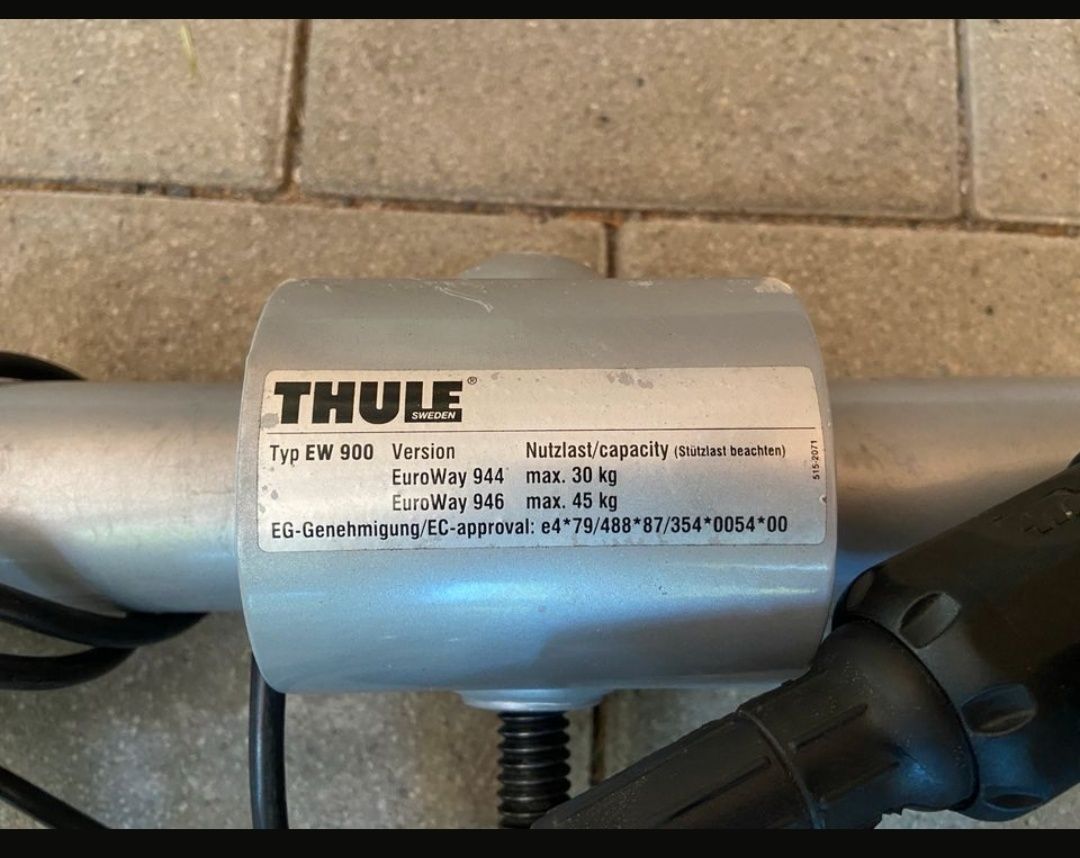 THULE®
SWEDEN
Typ EW 900 Version Nutzlast/capacity (Stützlast beachten)
EuroWay 944 max. 30 kg
EuroWay 946 max. 45 kg
EG-Genehmigung/EC-approval: e4*79/488*87/354*0054*00
515-2071